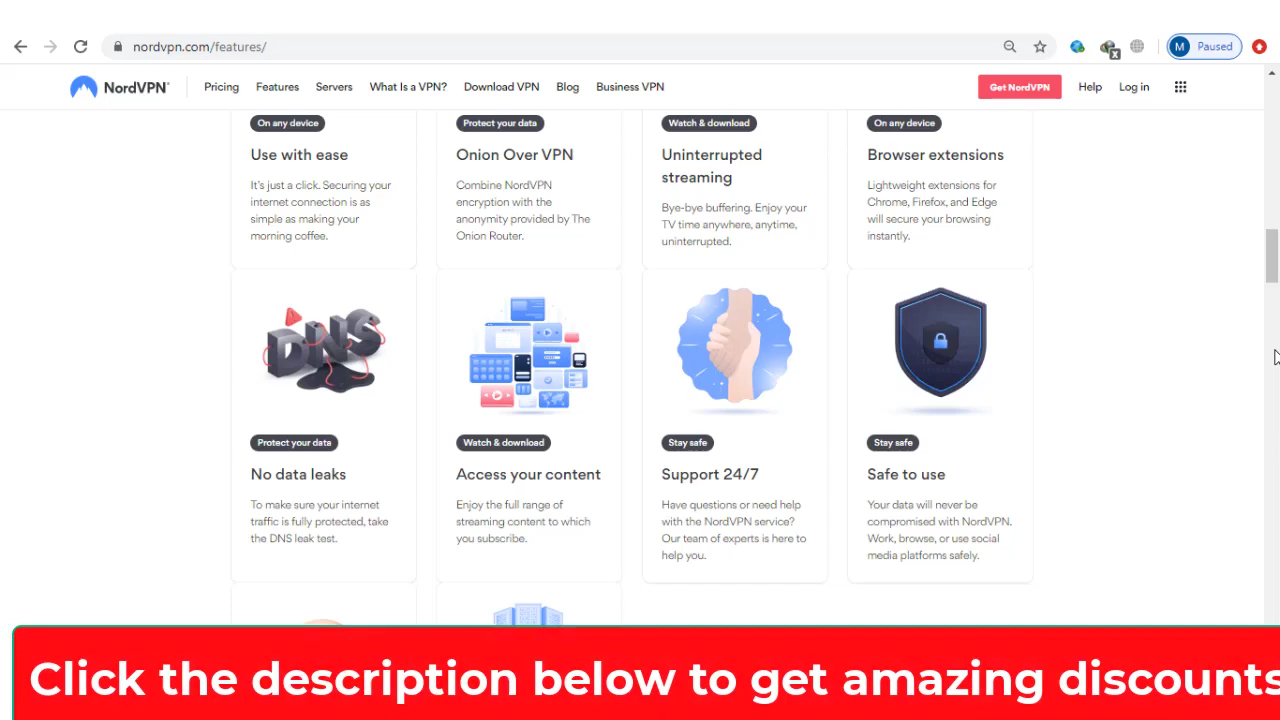 nordvpn.com/features/
M Paused
NordVPN®
Pricing
Features
Servers
What Is a VPN?
Download VPN
Blog
Business VPN
Get NordVPN
Help
Log in
On any device
Use with ease
It's just a click. Securing your
internet connection is as
simple as making your
morning coffee.
Protect your data
Onion Over VPN
Combine NordVPN
encryption with the
anonymity provided by The
Onion Router.
Watch & download
Uninterrupted
streaming
Bye-bye buffering. Enjoy your
TV time anywhere, anytime,
uninterrupted.
On any device
Browser extensions
Lightweight extensions for
Chrome, Firefox, and Edge
will secure your browsing
instantly.
DNS
Protect your data
No data leaks
To make sure your internet
traffic is fully protected, take
the DNS leak test.
Watch & download
Access your content
Enjoy the full range of
streaming content to which
you subscribe.
Stay safe
Support 24/7
Have questions or need help
with the NordVPN service?
Our team of experts is here to
help you.
Stay safe
Safe to use
Your data will never be
compromised with NordVPN.
Work, browse, or use social
media platforms safely.
Click the description below to get amazing discounts